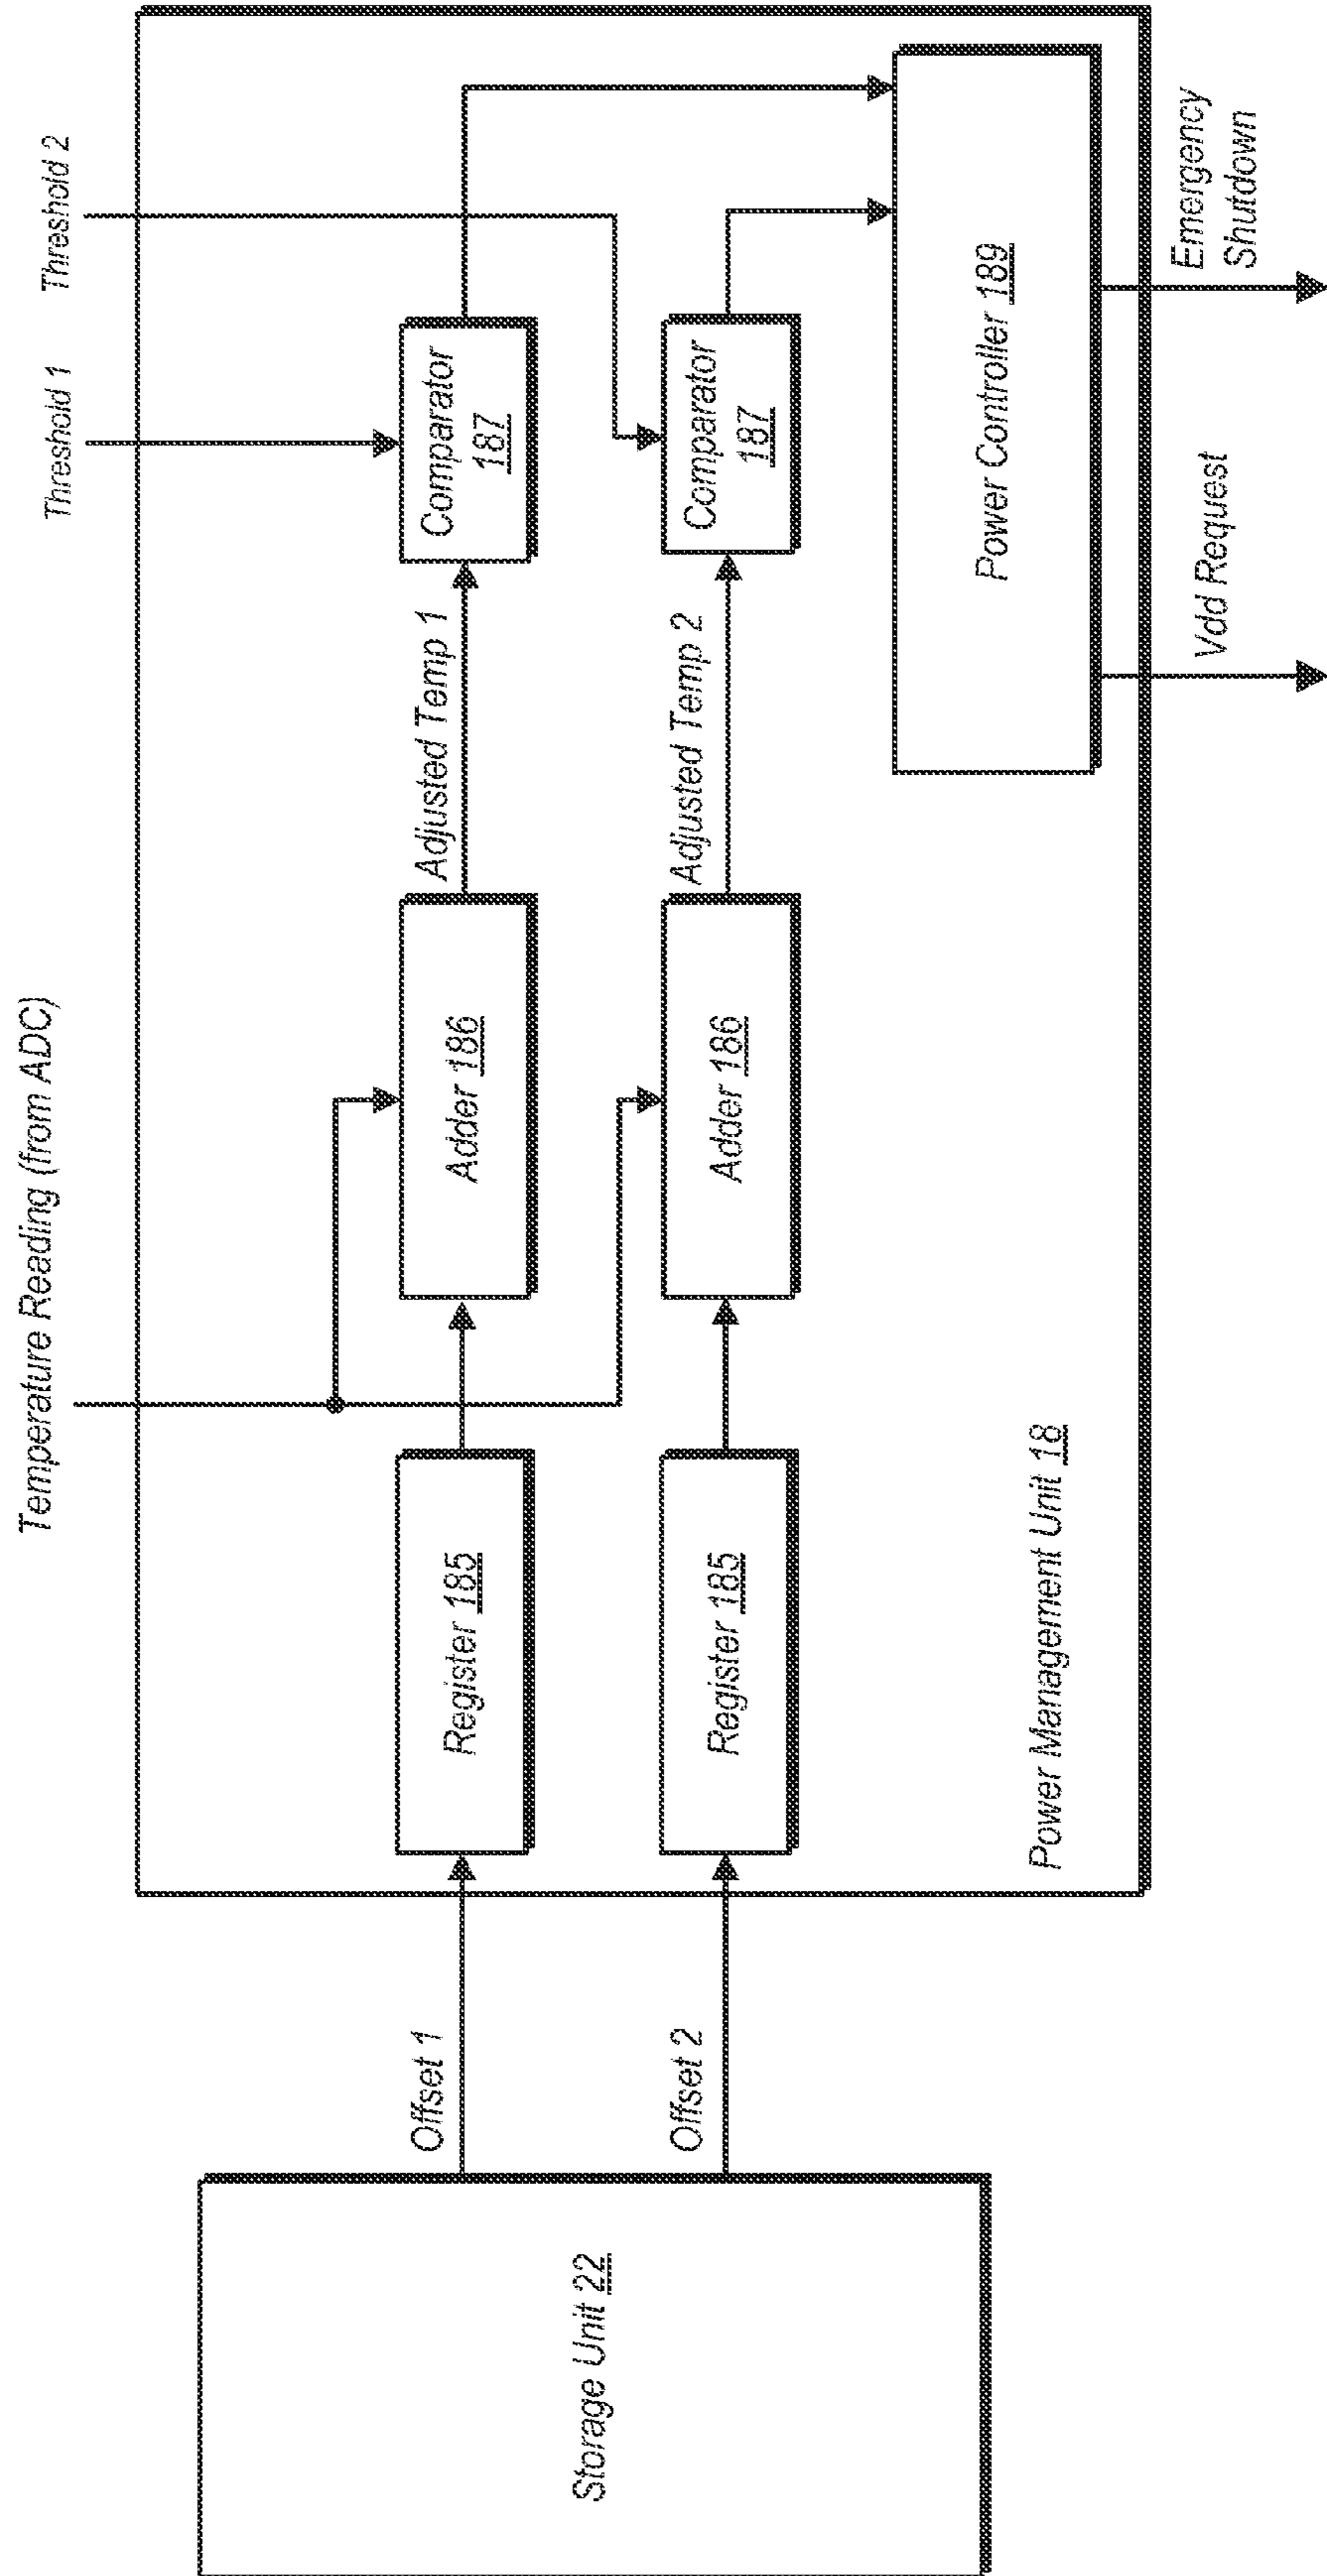 Temperature Reading (from ADC)
Threshold 1
Threshold 2
Storage Unit 22
Offset 1
Register 185
Adder 186
Adjusted Temp 1
Comparator
187
Offset 2
Register 185
Adder 186
Adjusted Temp 2
Comparator
187
Power Controller 189
Power Management Unit 18
Vdd Request
Emergency
Shutdown